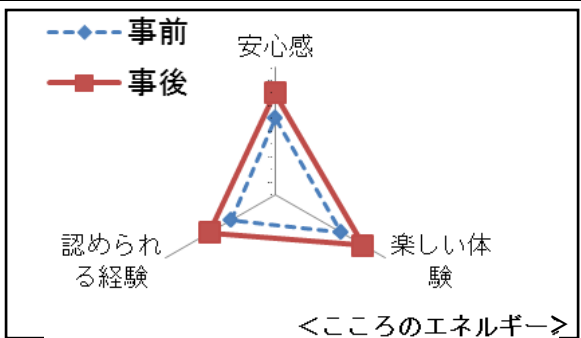 事前
事後
安心感
認められ
る経験
楽しい体
験
<こころのエネルギー>